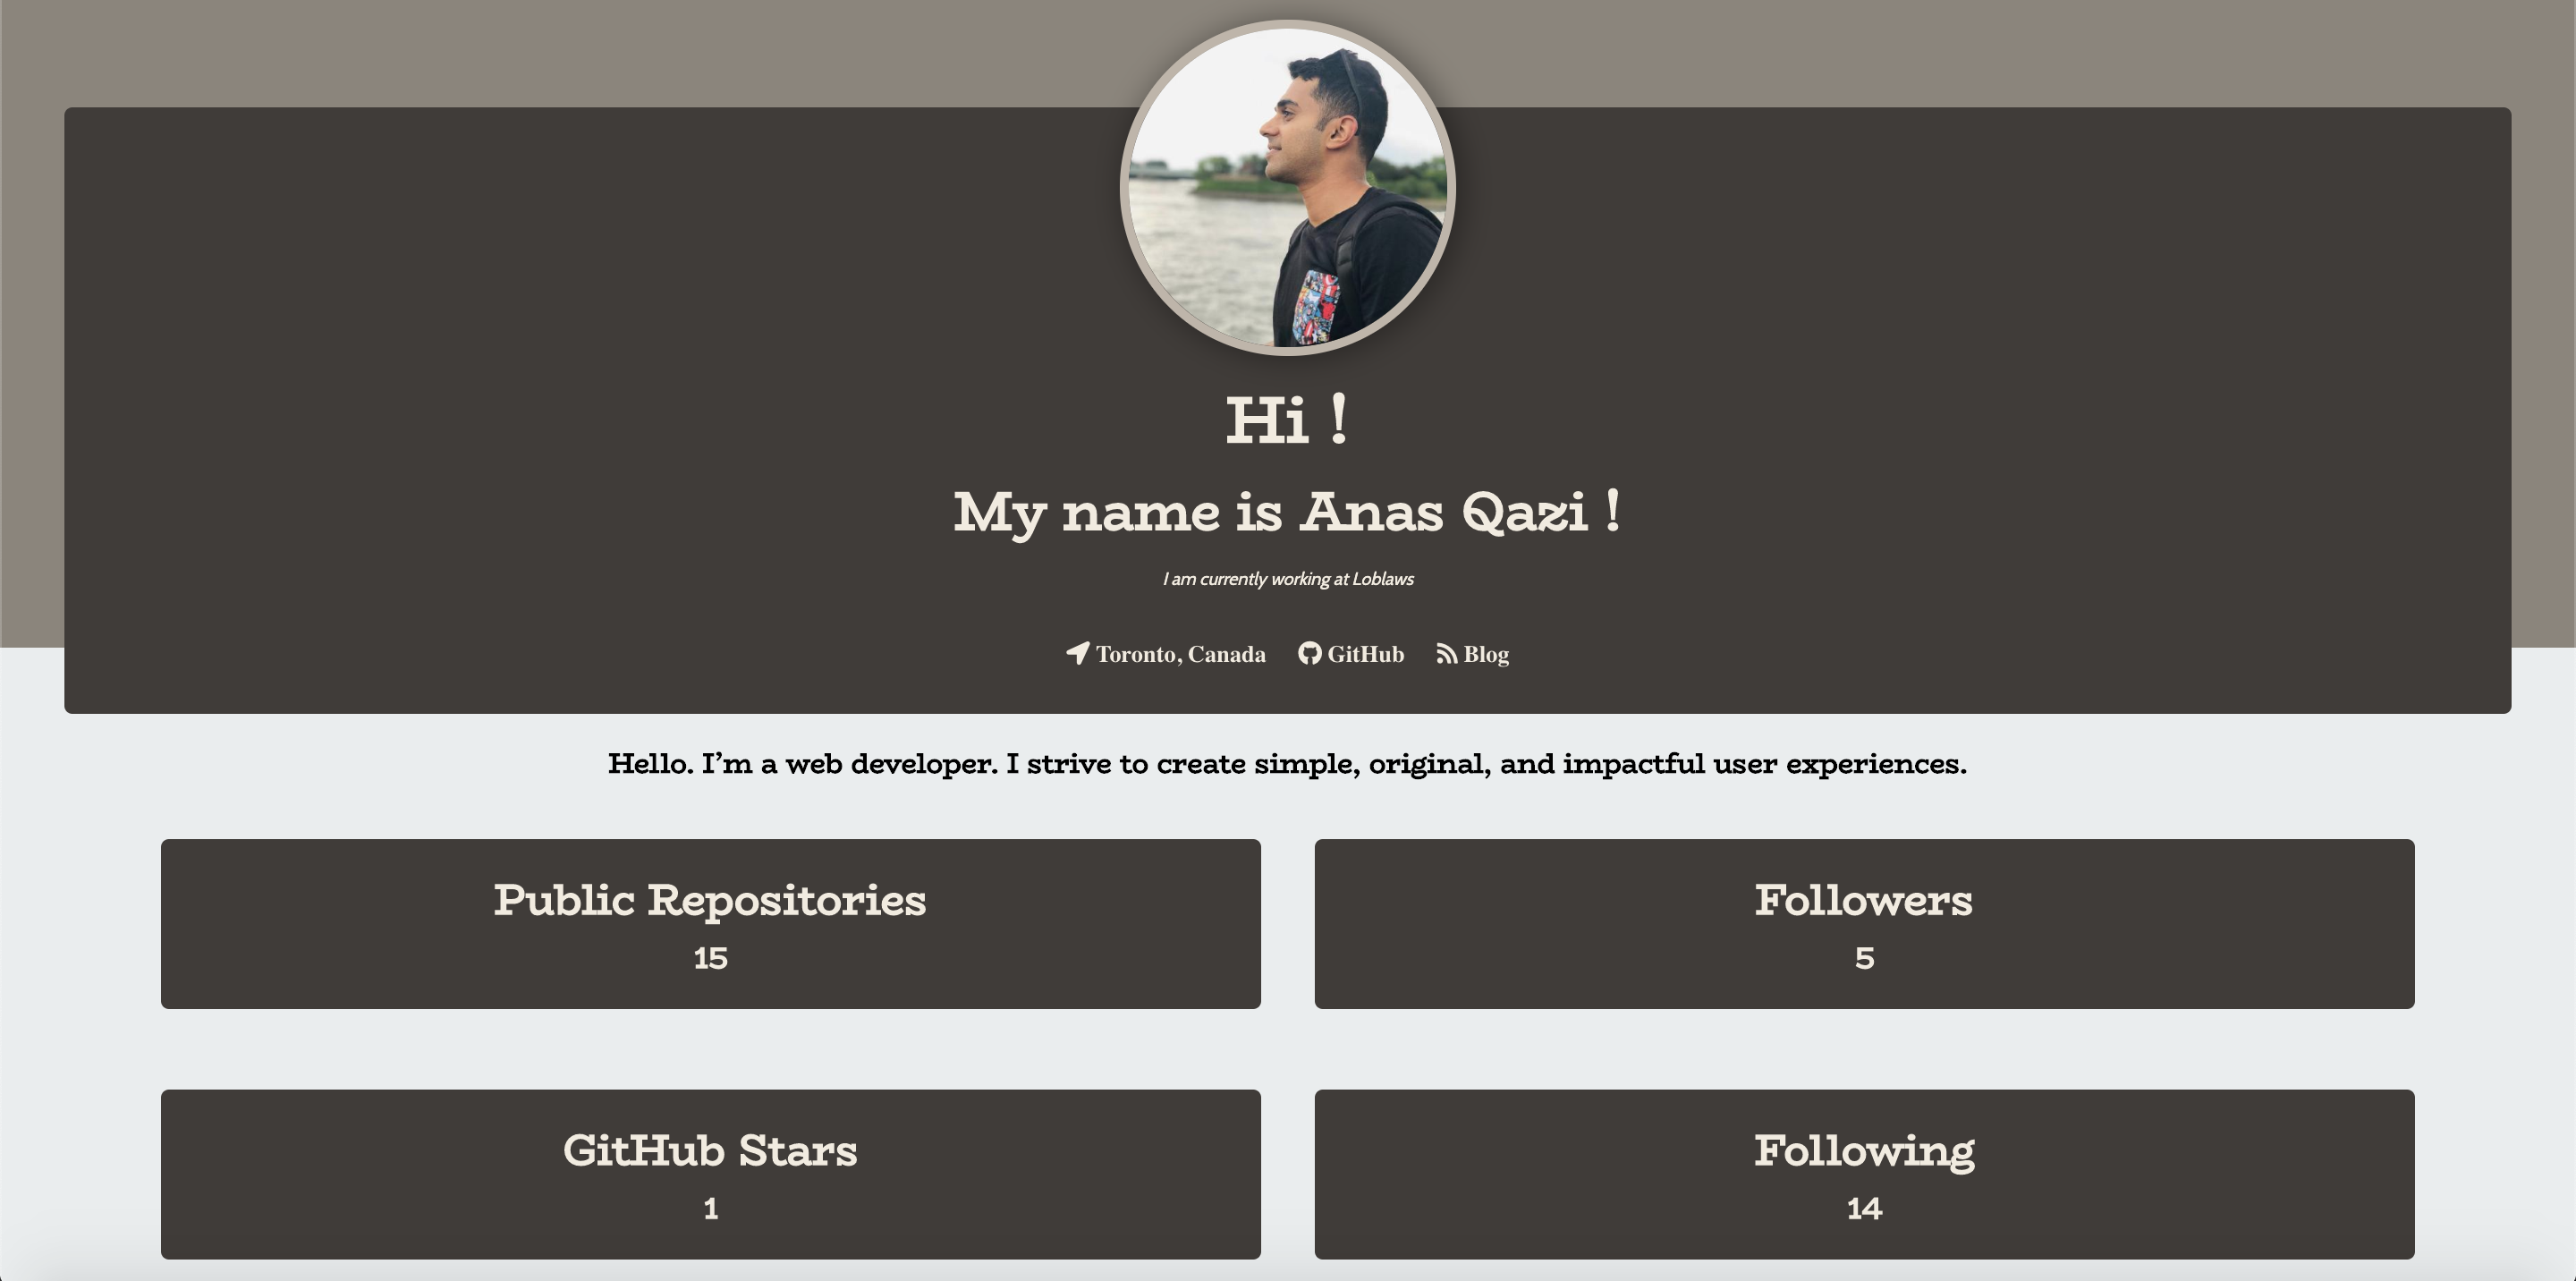 Hi !
My name is Anas Qazi !
I am currently working at Loblaws
Toronto, Canada GitHub Blog
Hello. I’m a web developer. I strive to create simple, original, and impactful user experiences.
Public Repositories
15
Followers
5
GitHub Stars
1
Following
14